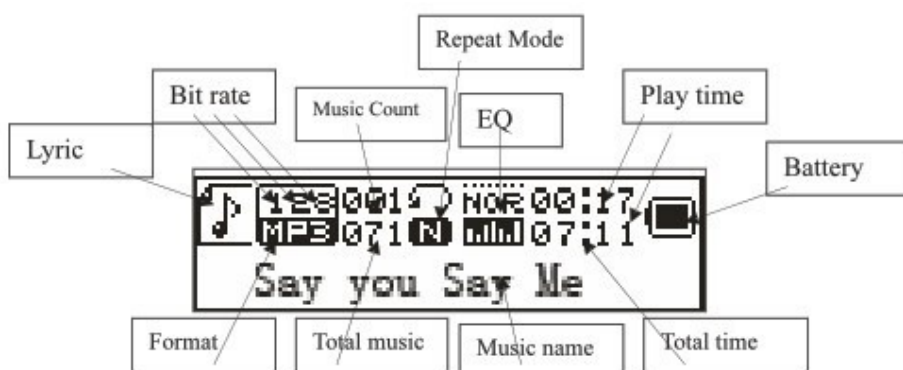 Repeat Mode
Bit rate
Music Count
EQ
Play time
Lyric
Battery
128 001 NOR 00:17
MP3 071 N 07:11
Say you Say Me
Format
Total music
Music name
Total time